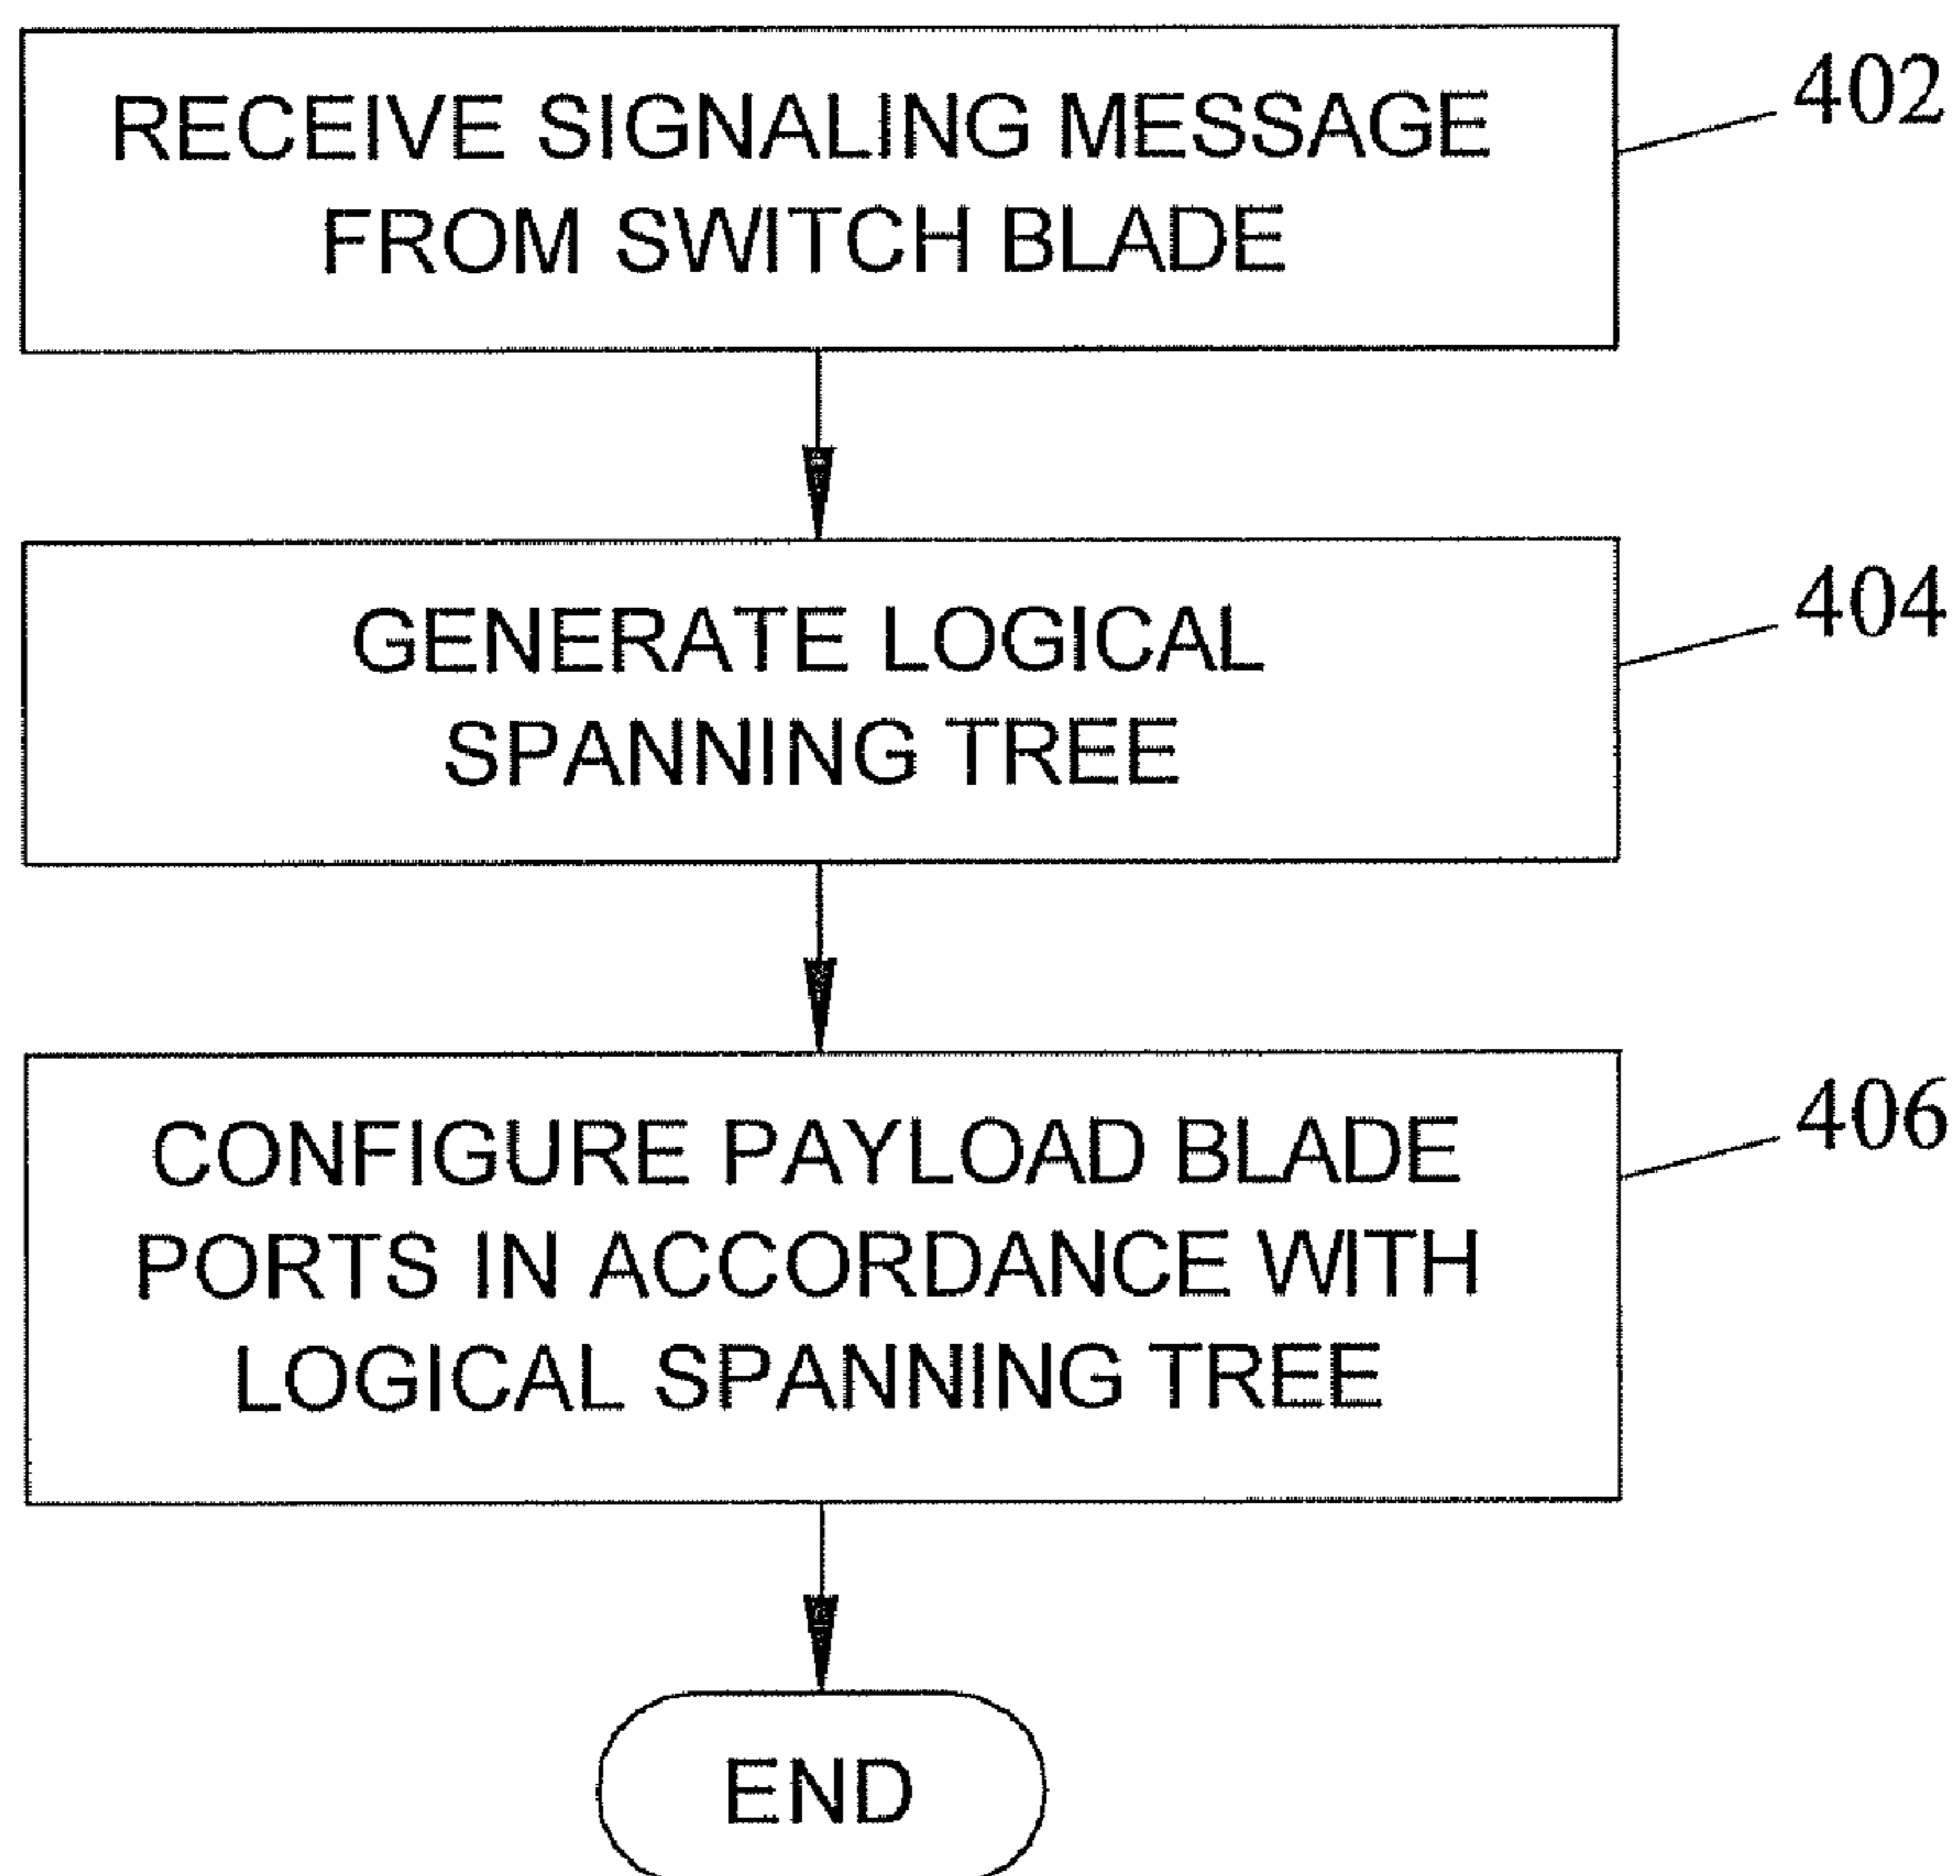 RECEIVE SIGNALING MESSAGE
FROM SWITCH BLADE
402
GENERATE LOGICAL
SPANNING TREE
404
CONFIGURE PAYLOAD BLADE
PORTS IN ACCORDANCE WITH
LOGICAL SPANNING TREE
406
END